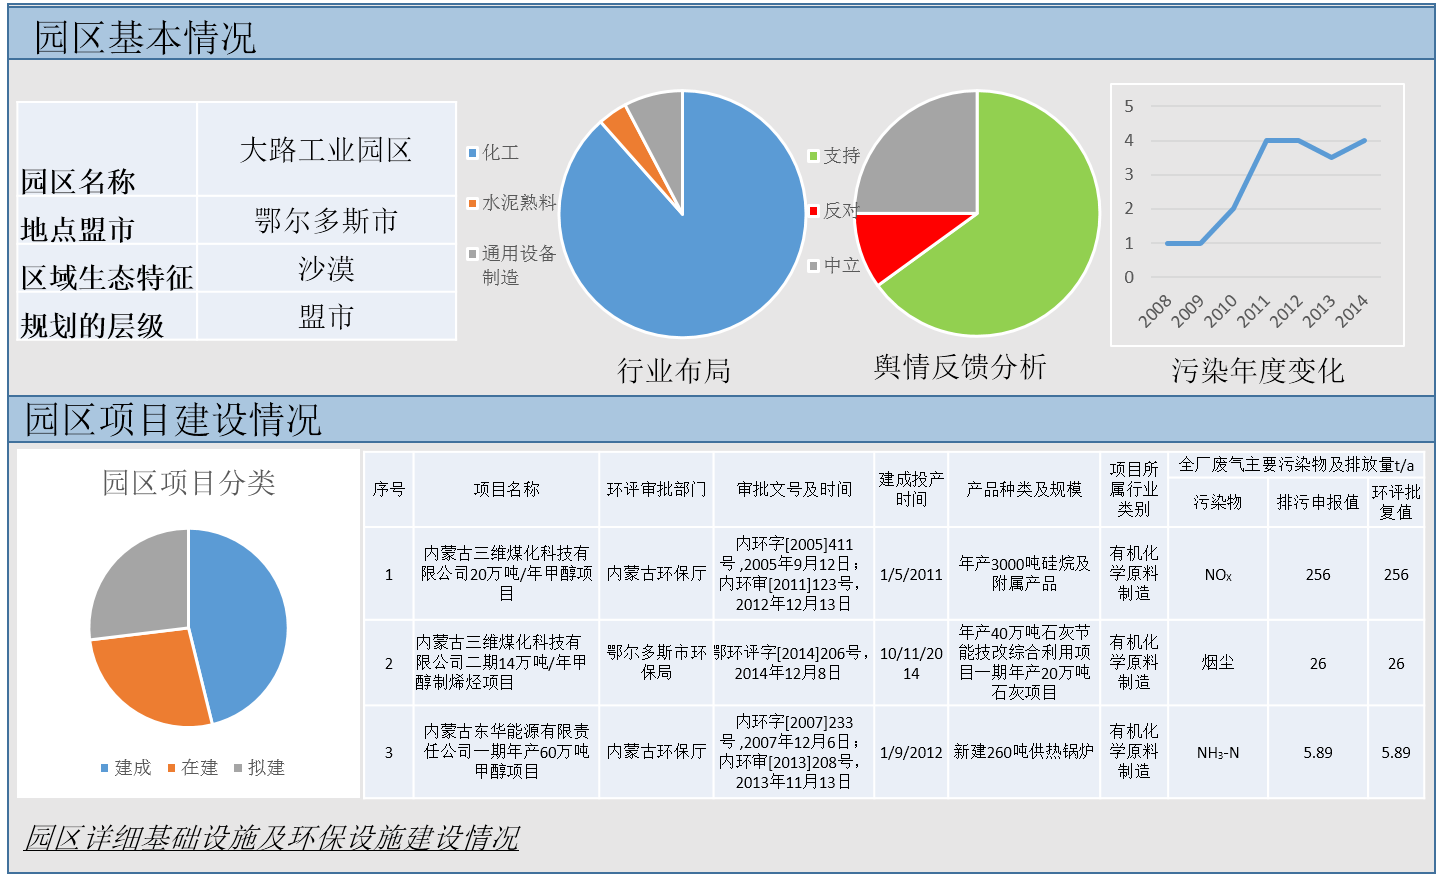 园区基本情况
园区名称
大路工业园区
地点盟市
鄂尔多斯市
区域生态特征
沙漠
规划的层级
盟市
化工
水泥熟料
通用设备
制造
行业布局
支持
反对
中立
舆情反馈分析
5
4
3
2
1
0
2008
2009
2010
2011
2012
2013
2014
污染年度变化
园区项目建设情况
园区项目分类
建成
在建
拟建
序号
项目名称
环评审批部门
审批文号及时间
建成投产
时间
产品种类及规模
项目所
属行业
类别
全厂废气主要污染物及排放量t/a
污染物
排污申报值
环评批
复值
1
内蒙古三维煤化科技有
限公司20万吨/年甲醇项
目
内蒙古环保厅
内环字[2005]411
号,2005年9月12日；
内环审[2011]123号，
2012年12月13日
1/5/2011
年产3000吨硅烷及
附属产品
有机化
学原料
制造
NOₓ
256
256
2
内蒙古三维煤化科技有
限公司二期14万吨/年甲
醇制烯烃项目
鄂尔多斯市环
保局
鄂环评字[2014]206号，
2014年12月8日
10/11/20
14
年产40万吨石灰节
能技改综合利用项
目一期年产20万吨
石灰项目
有机化
学原料
制造
烟尘
26
26
3
内蒙古东华能源有限责
任公司一期年产60万吨
甲醇项目
内蒙古环保厅
内环字[2007]233
号,2007年12月6日；
内环审[2013]208号，
2013年11月13日
1/9/2012
新建260吨供热锅炉
有机化
学原料
制造
NH₃-N
5.89
5.89
园区详细基础设施及环保设施建设情况